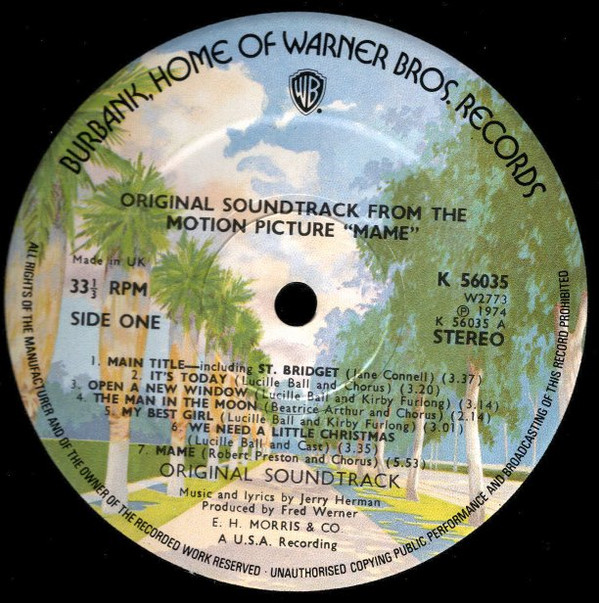 BURBANK, HOME OF WARNER BROS. RECORDS
WB
ORIGINAL SOUNDTRACK FROM THE
MOTION PICTURE "MAME"
Made in UK
33⅓ RPM
SIDE ONE
K 56035
W2773
℗ 1974
K 56035 A
STEREO
1. MAIN TITLE—including ST. BRIDGET (Jane Connell) (3.37)
2. IT'S TODAY (Lucille Ball and Chorus) (3.20)
3. OPEN A NEW WINDOW (Lucille Ball and Kirby Furlong) (3.14)
4. THE MAN IN THE MOON (Beatrice Arthur and Chorus) (2.14)
5. MY BEST GIRL (Lucille Ball and Kirby Furlong) (3.01)
6. WE NEED A LITTLE CHRISTMAS
(Lucille Ball and Cast) (3.35)
7. MAME (Robert Preston and Chorus) (5.53)
ORIGINAL SOUNDTRACK
Music and lyrics by Jerry Herman
Produced by Fred Werner
E. H. MORRIS & CO
A U.S.A. Recording
ALL RIGHTS OF THE MANUFACTURER AND OF THE OWNER OF THE RECORDED WORK RESERVED · UNAUTHORISED COPYING PUBLIC PERFORMANCE AND BROADCASTING OF THIS RECORD PROHIBITED